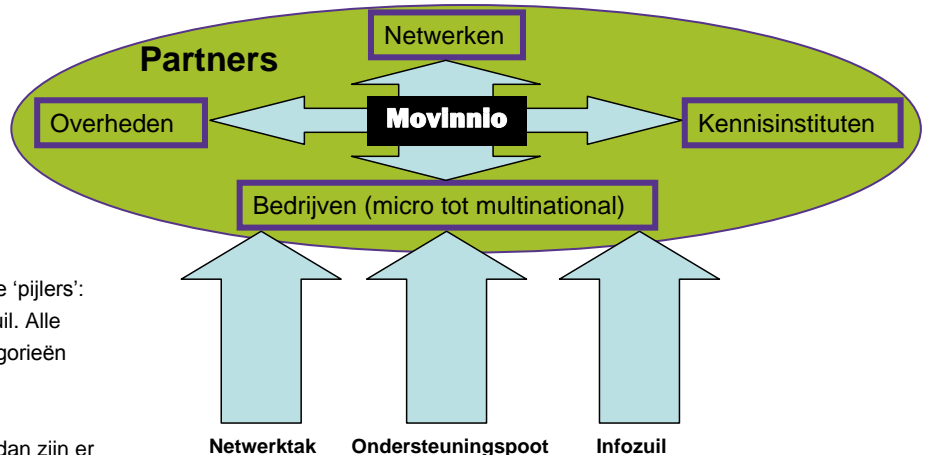 Netwerken
Partners
Overheden
Movinnio
Kennisinstituten
Bedrijven (micro tot multinational)
e ‘pijlers’:
uil. Alle
gorieën
dan zijn er
Netwerktak Ondersteuningspoot Infozuil